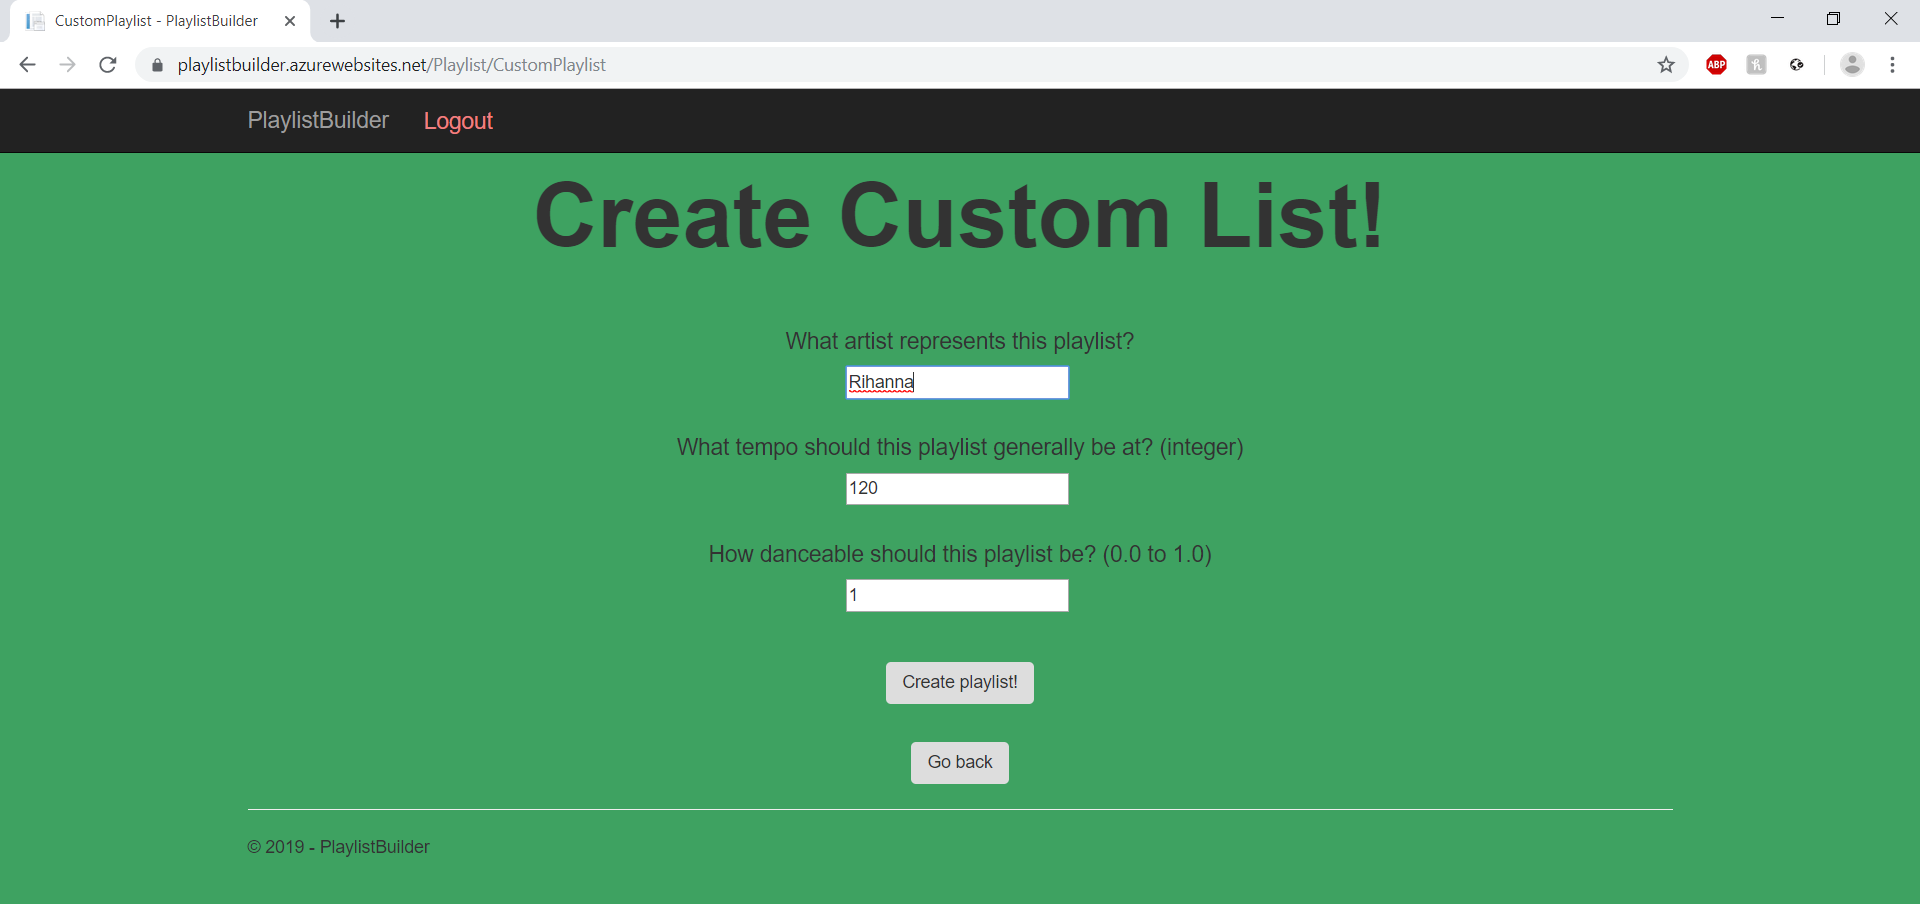 CustomPlaylist - PlaylistBuilder
playlistbuilder.azurewebsites.net/Playlist/CustomPlaylist
ABP
h
PlaylistBuilder Logout
Create Custom List!
What artist represents this playlist?
Rihanna
What tempo should this playlist generally be at? (integer)
120
How danceable should this playlist be? (0.0 to 1.0)
1
Create playlist!
Go back
© 2019 - PlaylistBuilder